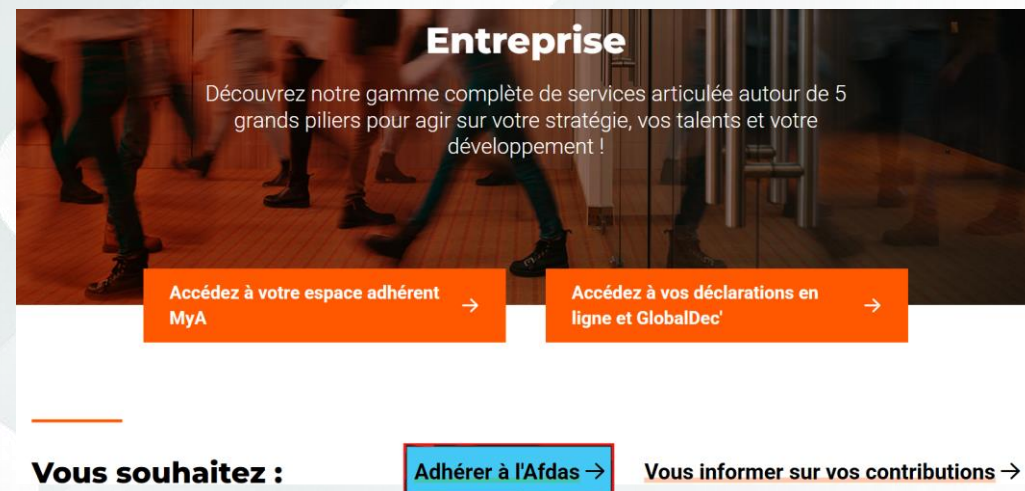 Entreprise
Découvrez notre gamme complète de services articulée autour de 5
grands piliers pour agir sur votre stratégie, vos talents et votre
développement !
Accédez à votre espace adhérent →
MyA
Accédez à vos déclarations en →
ligne et GlobalDec'
Vous souhaitez :
Adhérer à l'Afdas →
Vous informer sur vos contributions →